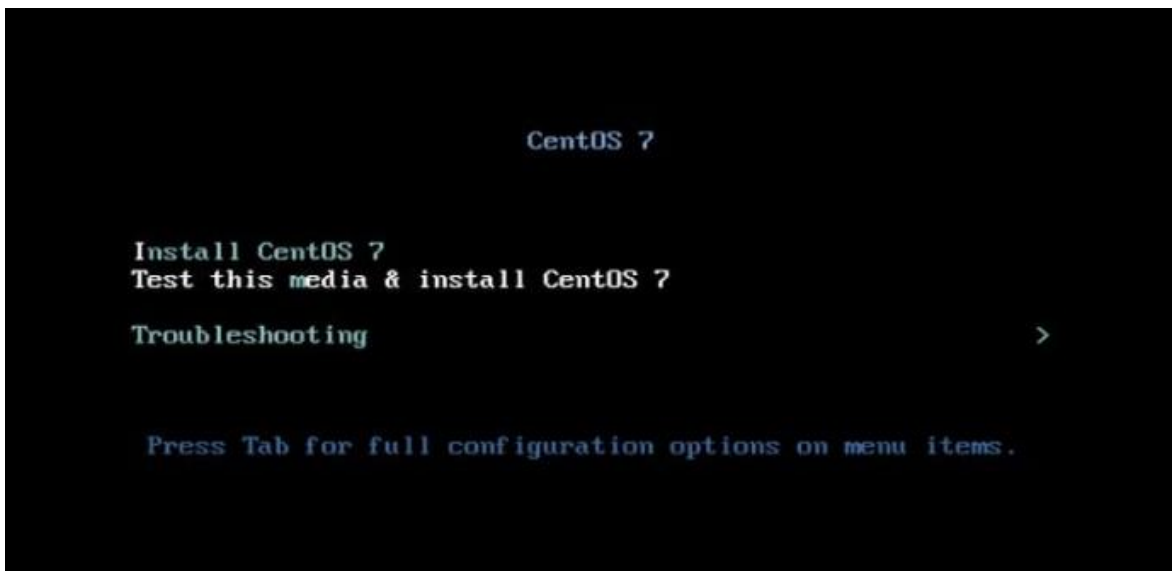 CentOS 7
Install CentOS 7
Test this media & install CentOS 7
Troubleshooting >
Press Tab for full configuration options on menu items.